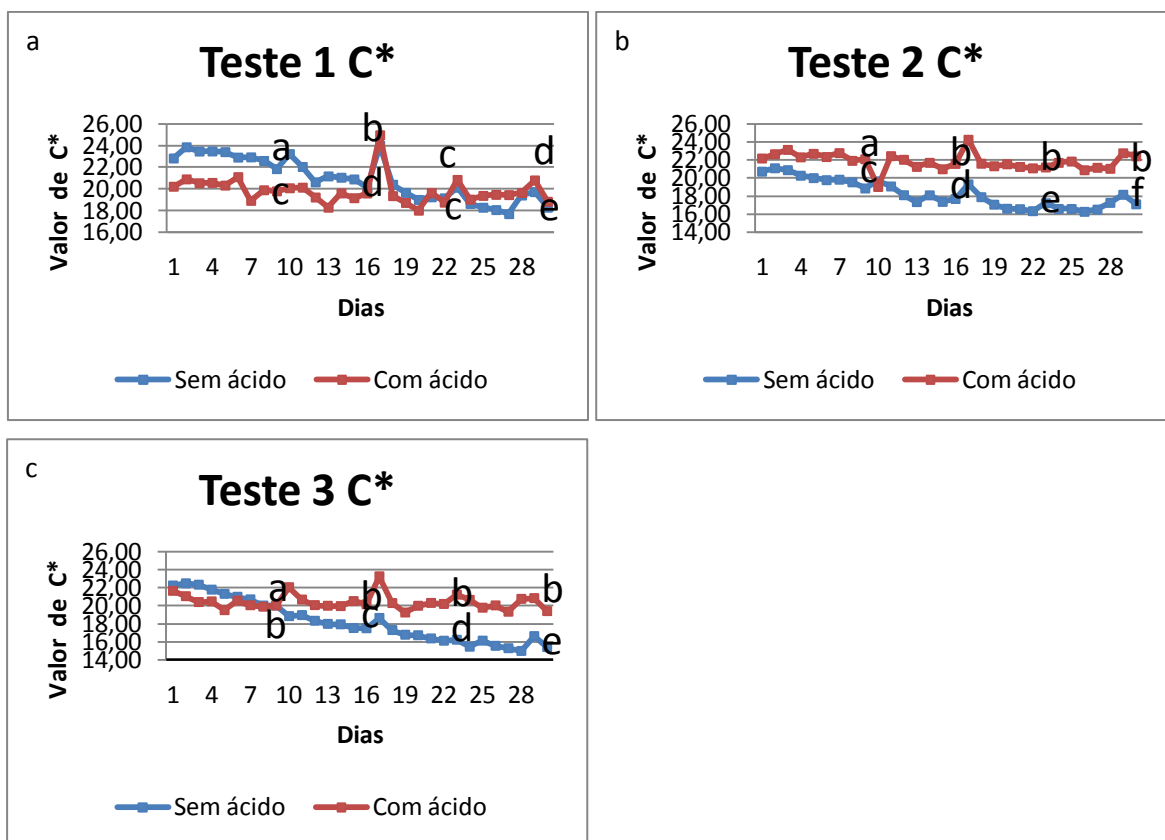 a
Teste 1 C*
Valor de C*
26,00
24,00
22,00
20,00
18,00
16,00
a
c
b
d
c
c
d
e
1 4 7 10 13 16 19 22 25 28
Dias
Sem ácido Com ácido
b
Teste 2 C*
Valor de C*
26,00
24,00
22,00
20,00
18,00
16,00
14,00
a
c
b
d
b
e
b
f
1 4 7 10 13 16 19 22 25 28
Dias
Sem ácido Com ácido
c
Teste 3 C*
Valor de C*
26,00
24,00
22,00
20,00
18,00
16,00
14,00
a
b
b
c
b
d
b
e
1 4 7 10 13 16 19 22 25 28
Dias
Sem ácido Com ácido